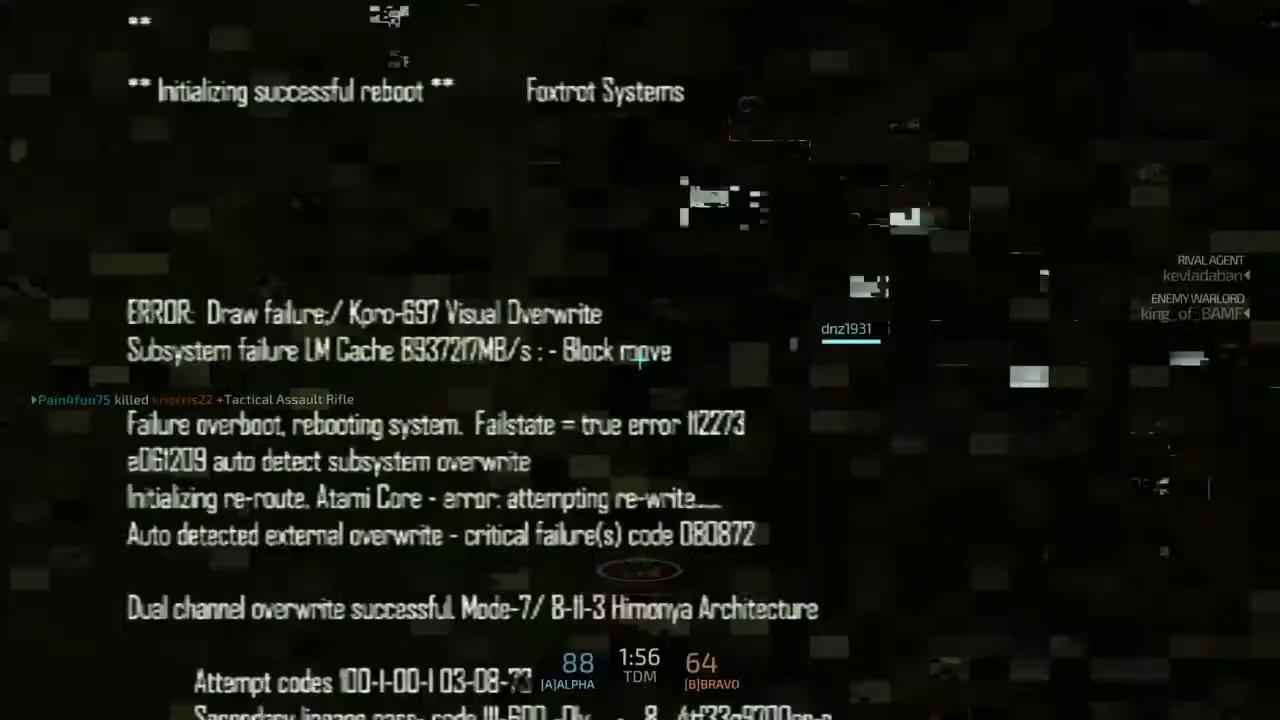 **
** Initializing successful reboot ** Foxtrot Systems
RIVAL AGENT
kevladaban
ENEMY WARLORD
king_of_BAMF
ERROR: Draw failure:/ Kpro-697 Visual Overwrite
dnz1931
Subsystem failure LM Cache 8937217MB/s : - Block move
Pain4fun75 killed +Tactical Assault Rifle
Failure overboot, rebooting system. Failstate = true error 112273
a061209 auto detect subsystem overwrite
Initializing re-route. Atami Core - error: attempting re-write.....
Auto detected external overwrite - critical failure(s) code 080872
Dual channel overwrite successful. Mode-7/ B-11-3 Himonya Architecture
88 1:56 64
[A]ALPHA TDM [B]BRAVO
Attempt codes 100-1-00-1 03-08-73